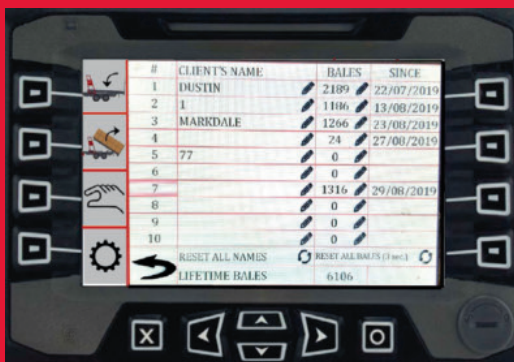 # CLIENT'S NAME BALES SINCE
1 DUSTIN 2189 22/07/2019
2 1 1186 13/08/2019
3 MARKDALE 1266 23/08/2019
4 24 27/08/2019
5 77 0
6 0
7 1316 29/08/2019
8 0
9 0
10 0
RESET ALL NAMES RESET ALL BALES (3 sec.)
LIFETIME BALES 6106
X O